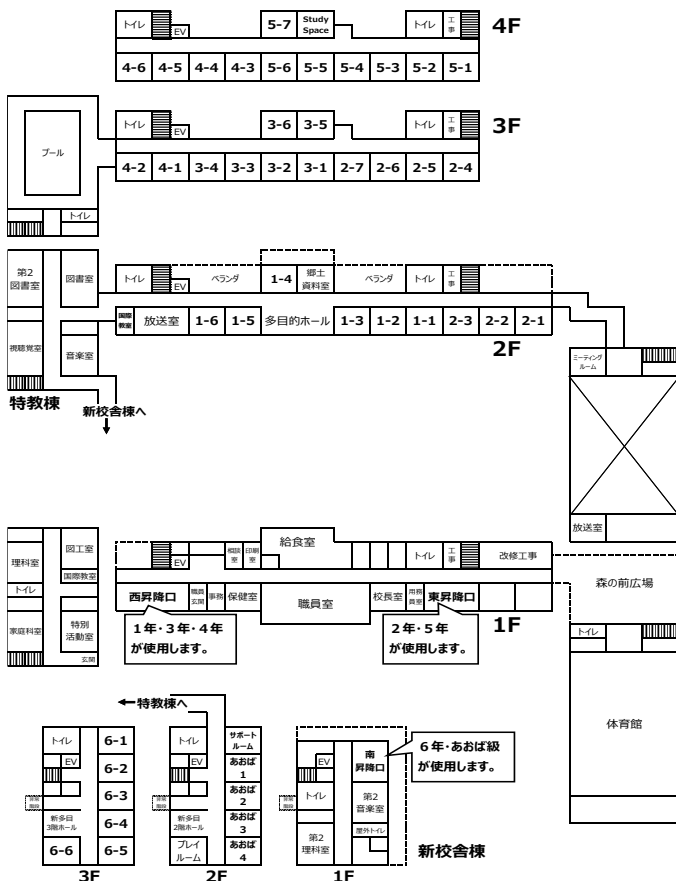 トイレ
EV
5-7
Study
Space
トイレ
工
事
4F
4-6 4-5 4-4 4-3 5-6 5-5 5-4 5-3 5-2 5-1
プール
トイレ
トイレ
EV
3-6 3-5
トイレ
工
事
3F
4-2 4-1 3-4 3-3 3-2 3-1 2-7 2-6 2-5 2-4
第2
図書室
図書室
視聴覚室
音楽室
特教棟
新校舎棟へ
トイレ
EV
ベランダ
1-4
郷土
資料室
ベランダ
トイレ
工
事
国際
教室
放送室 1-6 1-5 多目的ホール 1-3 1-2 1-1 2-3 2-2 2-1
2F
ミーティング
ルーム
放送室
理科室
図工室
国際教室
トイレ
家庭科室
特別
活動室
玄関
EV
相談
室
印刷
室
給食室
トイレ
工
事
改修工事
西昇降口
職員
玄関
事務
保健室
職員室
校長室
用務
員室
東昇降口
1F
1年・3年・4年
が使用します。
2年・5年
が使用します。
森の前広場
トイレ
体育館
特教棟へ
トイレ
EV
6-1
6-2
6-3
6-4
6-5
非常
階段
新多目
3階ホール
6-6
3F
トイレ
EV
サポート
ルーム
あおば
1
あおば
2
あおば
3
あおば
4
非常
階段
新多目
2階ホール
プレイ
ルーム
2F
EV
南
昇降口
6年・あおば級
が使用します。
トイレ
第2
音楽室
非常
階段
第2
理科室
屋外トイレ
1F
新校舎棟